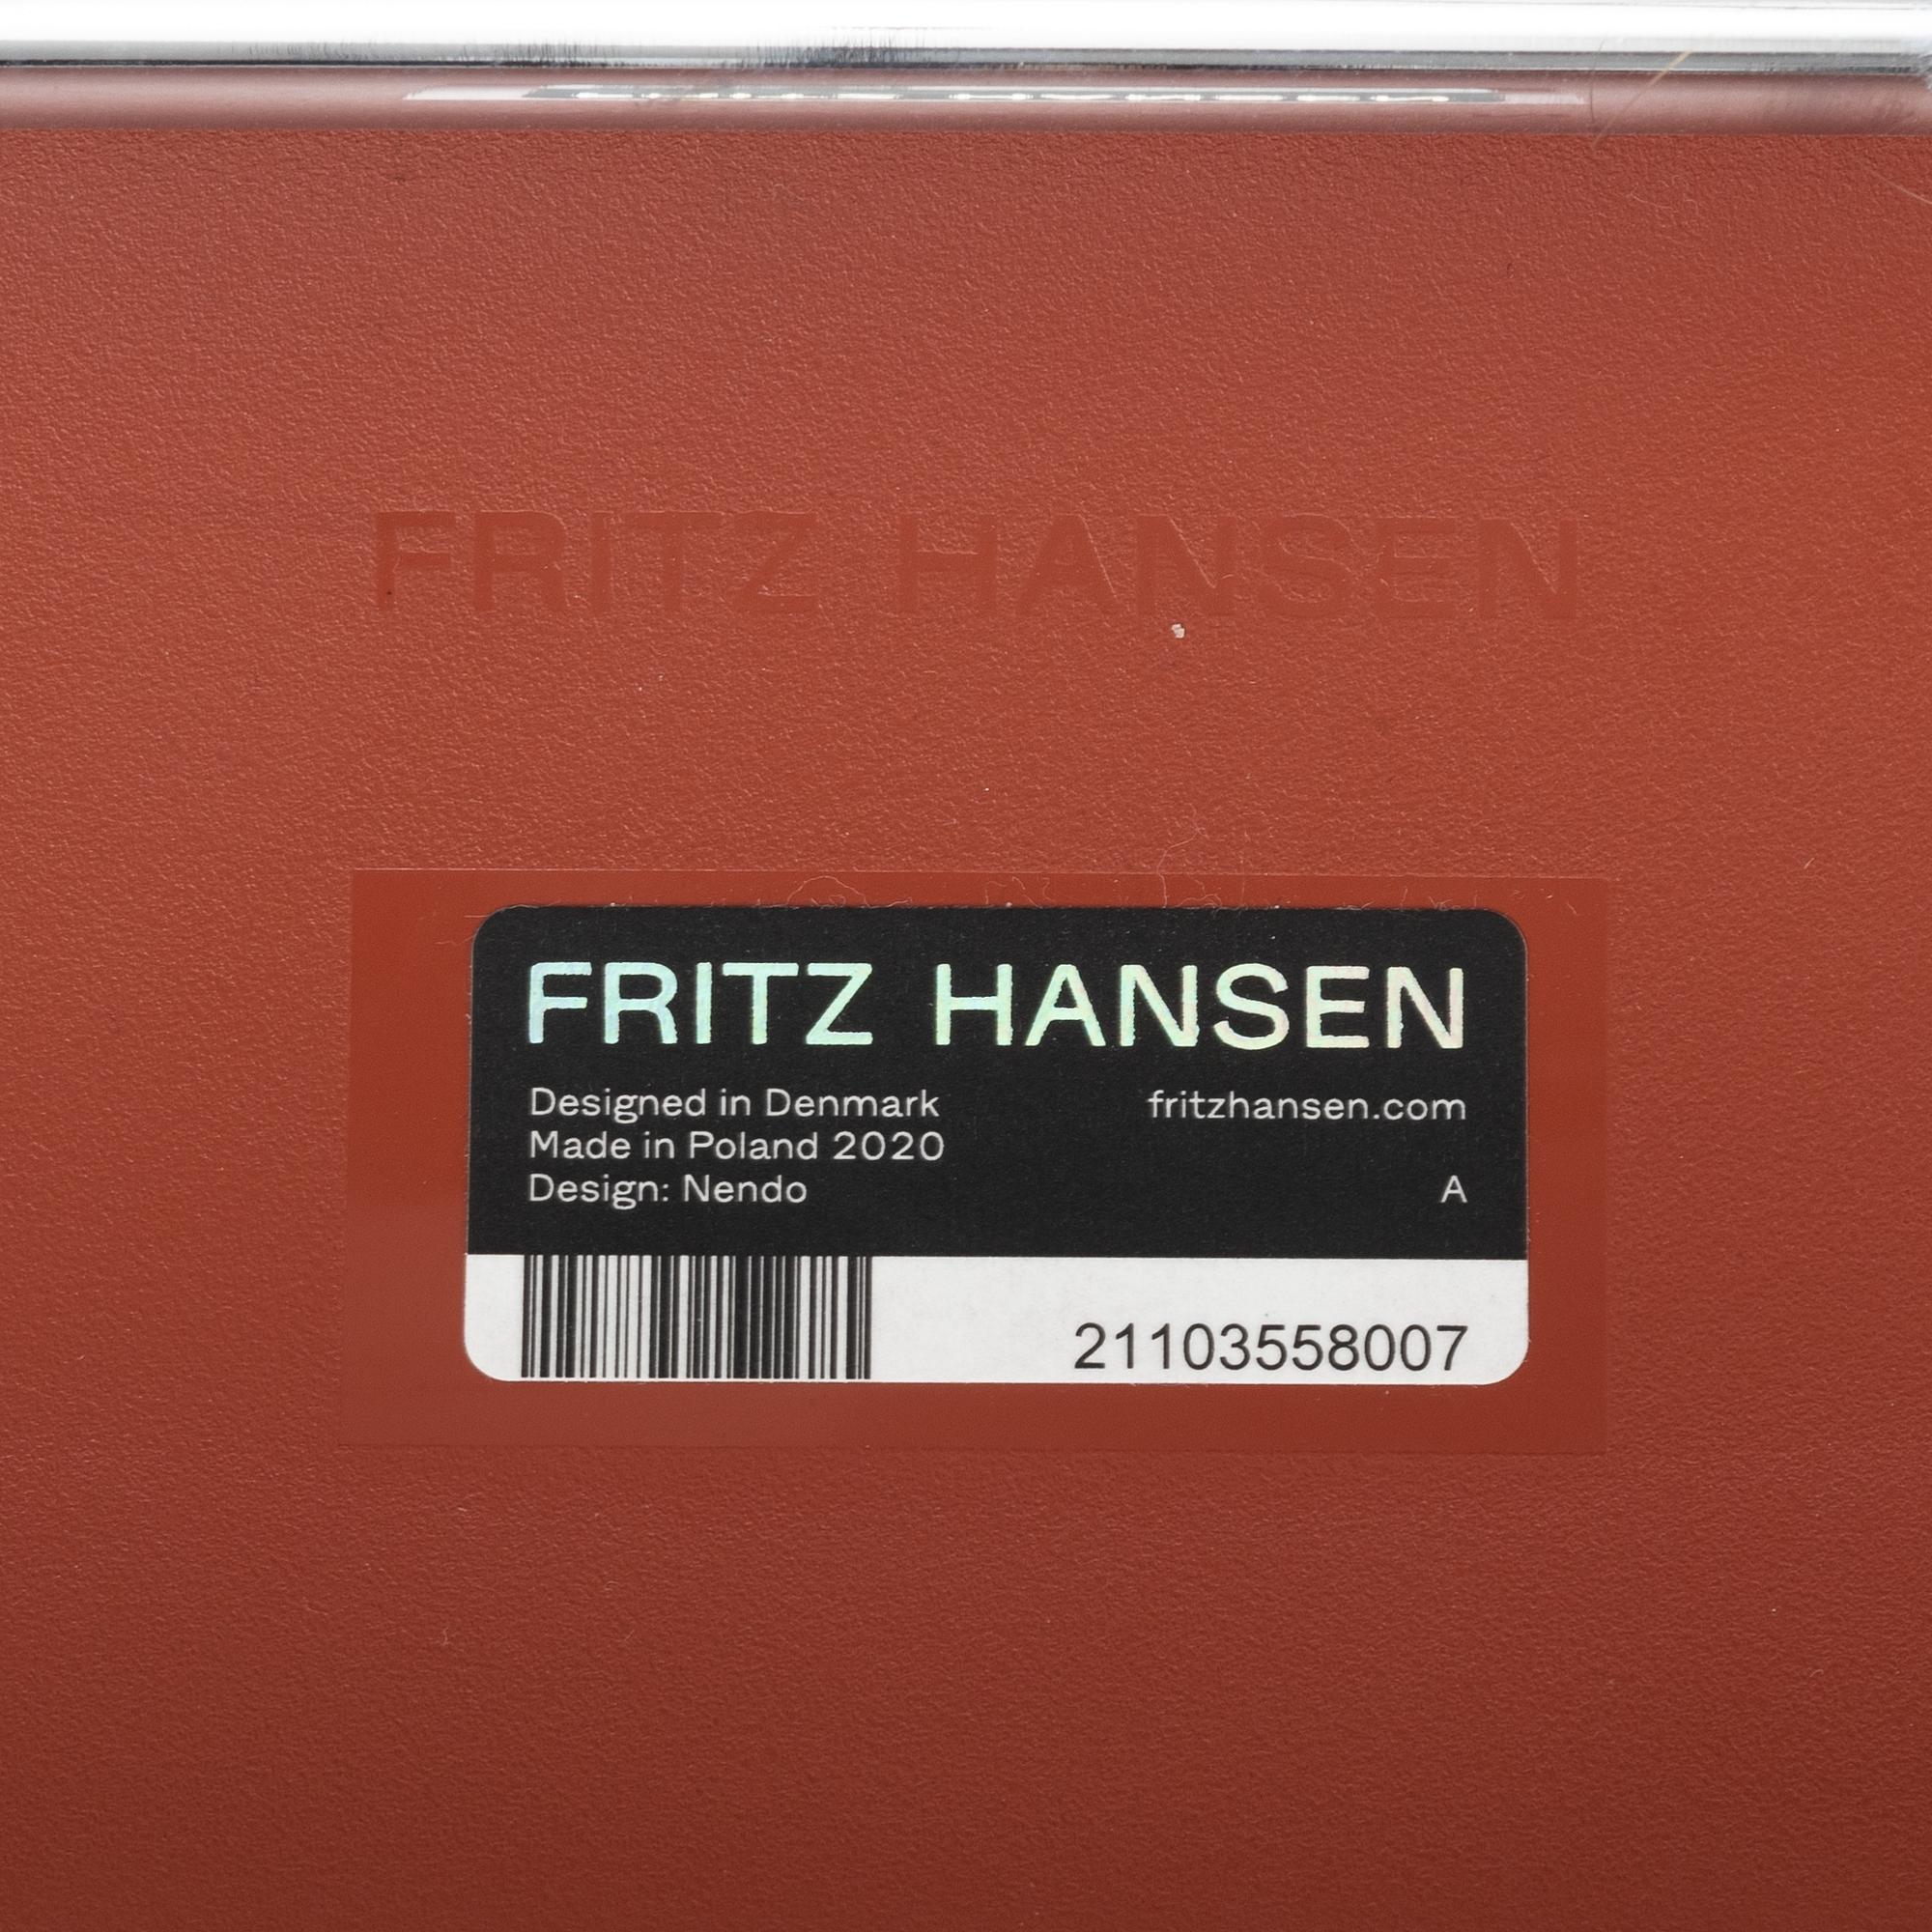 FRITZ HANSEN
FRITZ HANSEN
Designed in Denmark fritzhansen.com
Made in Poland 2020
Design: Nendo A
21103558007